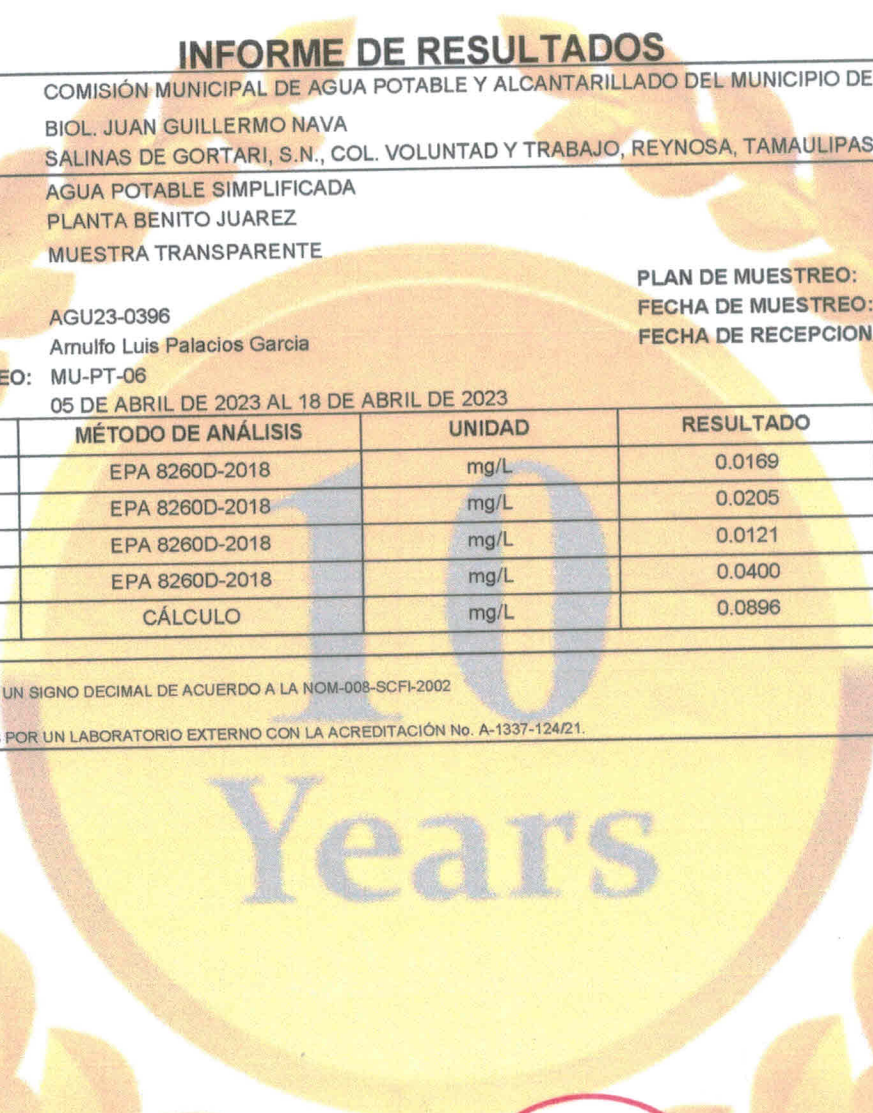 INFORME DE RESULTADOS
COMISIÓN MUNICIPAL DE AGUA POTABLE Y ALCANTARILLADO DEL MUNICIPIO DE
BIOL. JUAN GUILLERMO NAVA
SALINAS DE GORTARI, S.N., COL. VOLUNTAD Y TRABAJO, REYNOSA, TAMAULIPAS
AGUA POTABLE SIMPLIFICADA
PLANTA BENITO JUAREZ
MUESTRA TRANSPARENTE
PLAN DE MUESTREO:
AGU23-0396 FECHA DE MUESTREO:
Arnulfo Luis Palacios Garcia FECHA DE RECEPCION
EO: MU-PT-06
05 DE ABRIL DE 2023 AL 18 DE ABRIL DE 2023
MÉTODO DE ANÁLISIS UNIDAD RESULTADO
EPA 8260D-2018 mg/L 0.0169
EPA 8260D-2018 mg/L 0.0205
EPA 8260D-2018 mg/L 0.0121
EPA 8260D-2018 mg/L 0.0400
CÁLCULO mg/L 0.0896
UN SIGNO DECIMAL DE ACUERDO A LA NOM-008-SCFI-2002
POR UN LABORATORIO EXTERNO CON LA ACREDITACIÓN No. A-1337-124/21.
10
Years